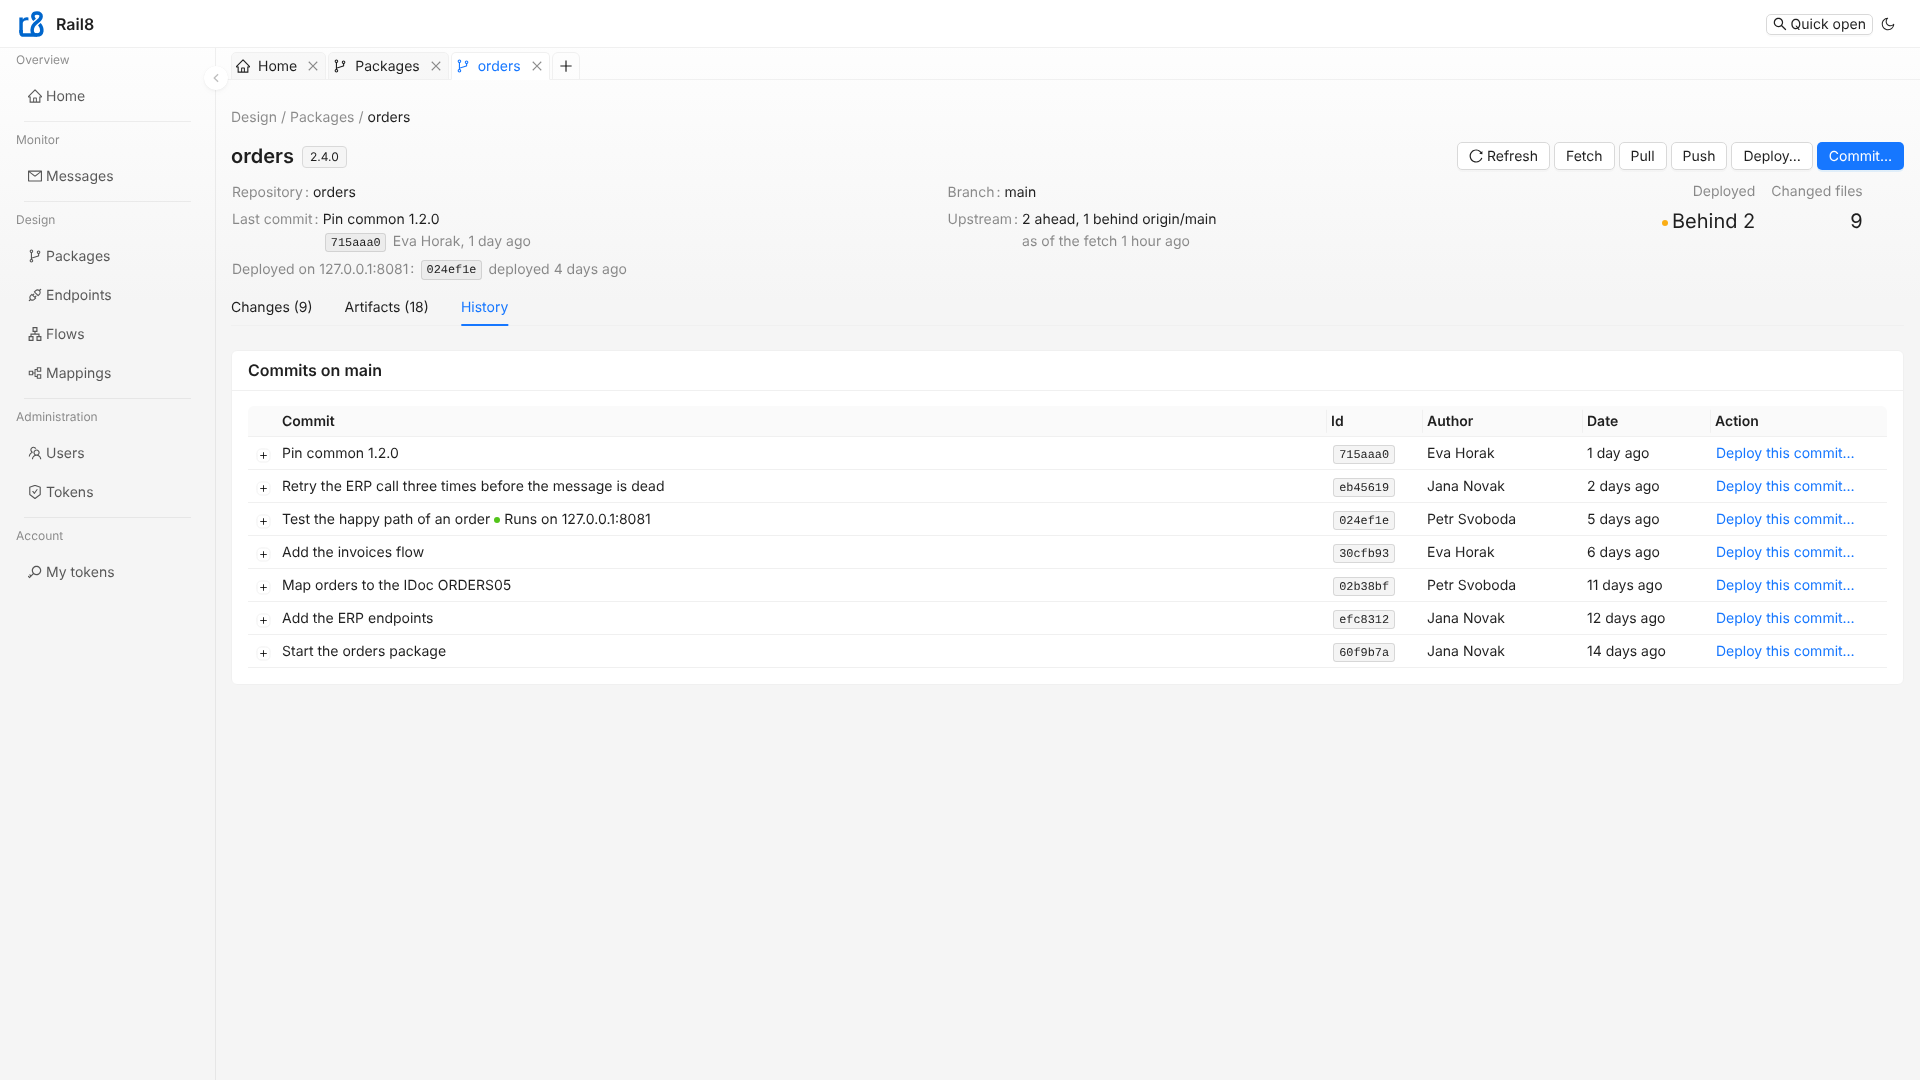 r8 Rail8
Quick open
Overview
Home
Monitor
Messages
Design
Packages
Endpoints
Flows
Mappings
Administration
Users
Tokens
Account
My tokens
Home
Packages
orders
Design / Packages / orders
orders 2.4.0
Refresh Fetch Pull Push Deploy... Commit...
Repository: orders
Branch: main
Deployed Changed files
Last commit: Pin common 1.2.0
Upstream: 2 ahead, 1 behind origin/main
Behind 2 9
715aaa0 Eva Horak, 1 day ago
as of the fetch 1 hour ago
Deployed on 127.0.0.1:8081: 024ef1e deployed 4 days ago
Changes (9) Artifacts (18) History
Commits on main
Commit Id Author Date Action
+ Pin common 1.2.0 715aaa0 Eva Horak 1 day ago Deploy this commit...
+ Retry the ERP call three times before the message is dead eb45619 Jana Novak 2 days ago Deploy this commit...
+ Test the happy path of an order Runs on 127.0.0.1:8081 024ef1e Petr Svoboda 5 days ago Deploy this commit...
+ Add the invoices flow 30cfb93 Eva Horak 6 days ago Deploy this commit...
+ Map orders to the IDoc ORDERS05 02b38bf Petr Svoboda 11 days ago Deploy this commit...
+ Add the ERP endpoints efc8312 Jana Novak 12 days ago Deploy this commit...
+ Start the orders package 60f9b7a Jana Novak 14 days ago Deploy this commit...